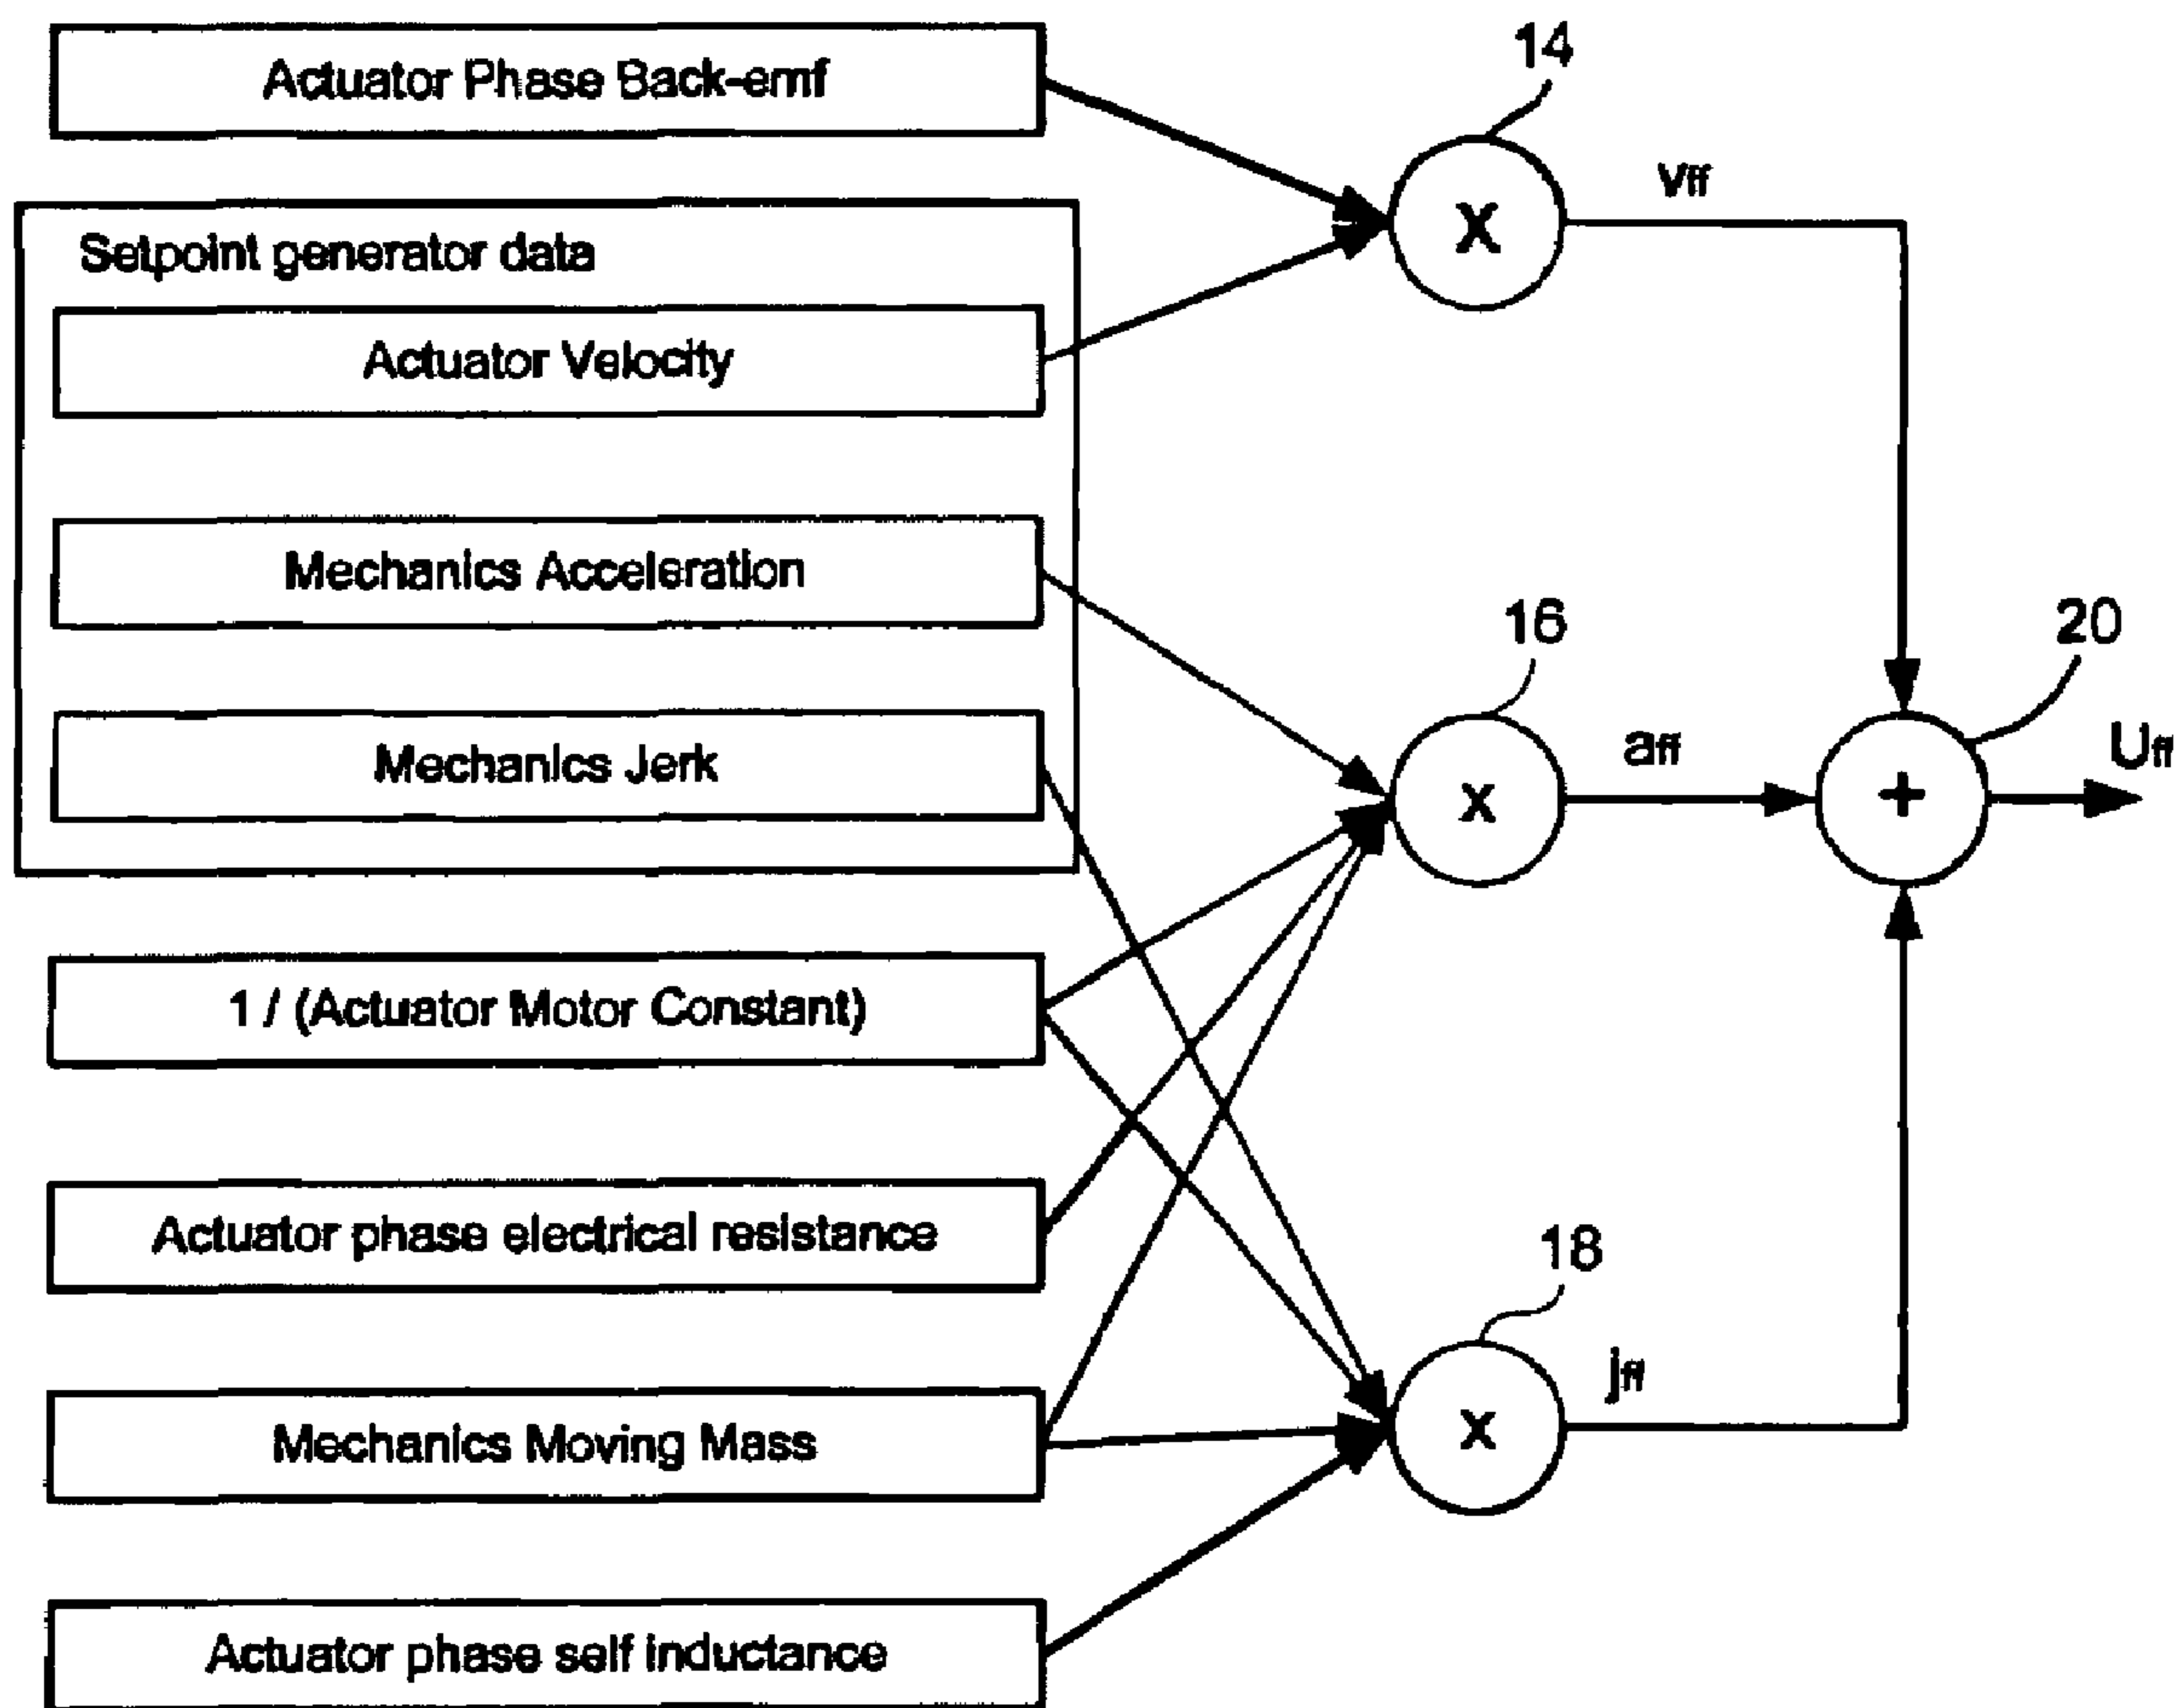 Actuator Phase Back-emf
Setpoint generator data
Actuator Velocity
Mechanics Acceleration
Mechanics Jerk
1 / (Actuator Motor Constant)
Actuator phase electrical resistance
Mechanics Moving Mass
Actuator phase self inductance
14
X
vff
16
x
aff
18
x
jff
20
+
Uff